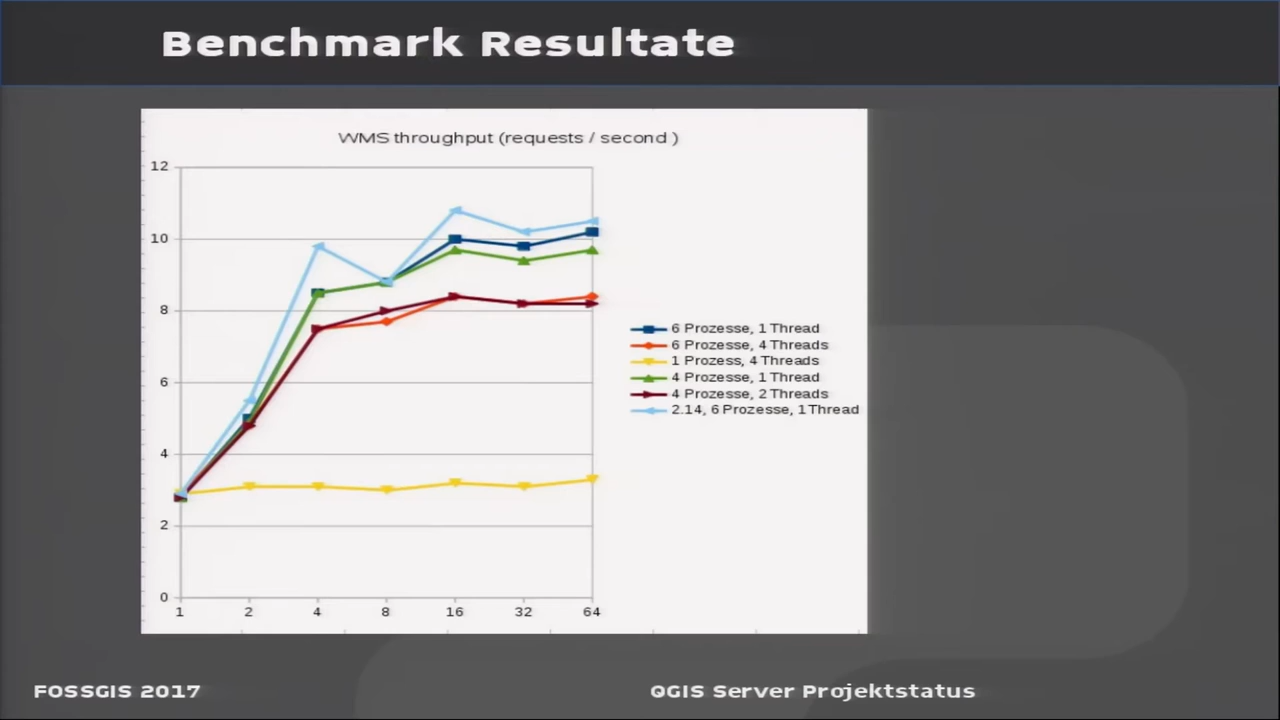 Benchmark Resultate
WMS throughput (requests / second )
12
10
8
6
4
2
0
1 2 4 8 16 32 64
6 Prozesse, 1 Thread
6 Prozesse, 4 Threads
1 Prozess, 4 Threads
4 Prozesse, 1 Thread
4 Prozesse, 2 Threads
2.14, 6 Prozesse, 1 Thread
FOSSGIS 2017
QGIS Server Projektstatus